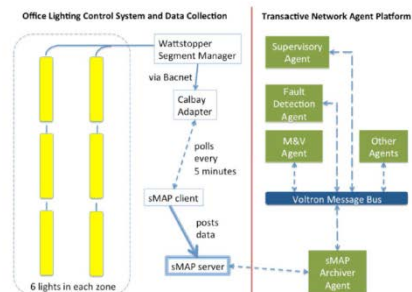 Office Lighting Control System and Data Collection
Transactive Network Agent Platform
Wattstopper
Segment Manager
via Bacnet
Calbay
Adapter
polls
every
5 minutes
sMAP client
posts
data
sMAP server
6 lights in each zone
Supervisory
Agent
Fault
Detection
Agent
M&V
Agent
Other
Agents
Voltron Message Bus
sMAP
Archiver
Agent